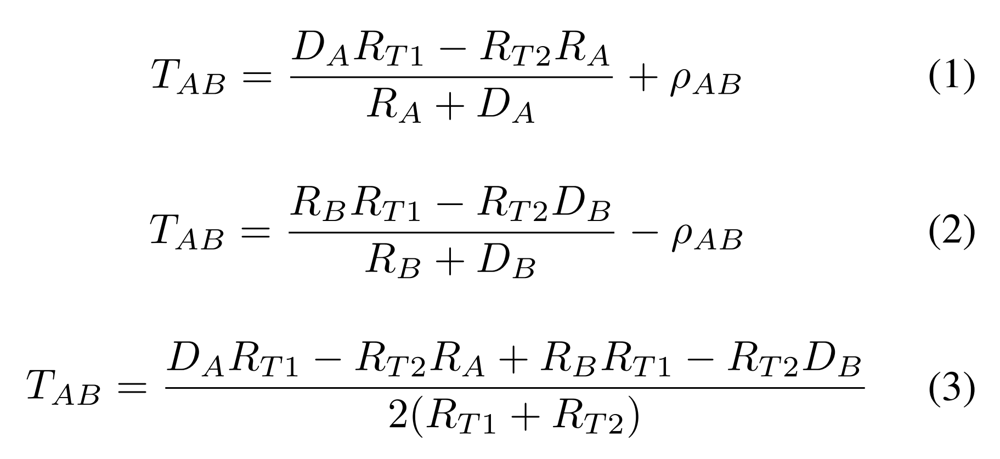 T_{AB} = \frac{D_A R_{T1} - R_{T2} R_A}{R_A + D_A} + \rho_{AB} (1)
T_{AB} = \frac{R_B R_{T1} - R_{T2} D_B}{R_B + D_B} - \rho_{AB} (2)
T_{AB} = \frac{D_A R_{T1} - R_{T2} R_A + R_B R_{T1} - R_{T2} D_B}{2(R_{T1} + R_{T2})} (3)